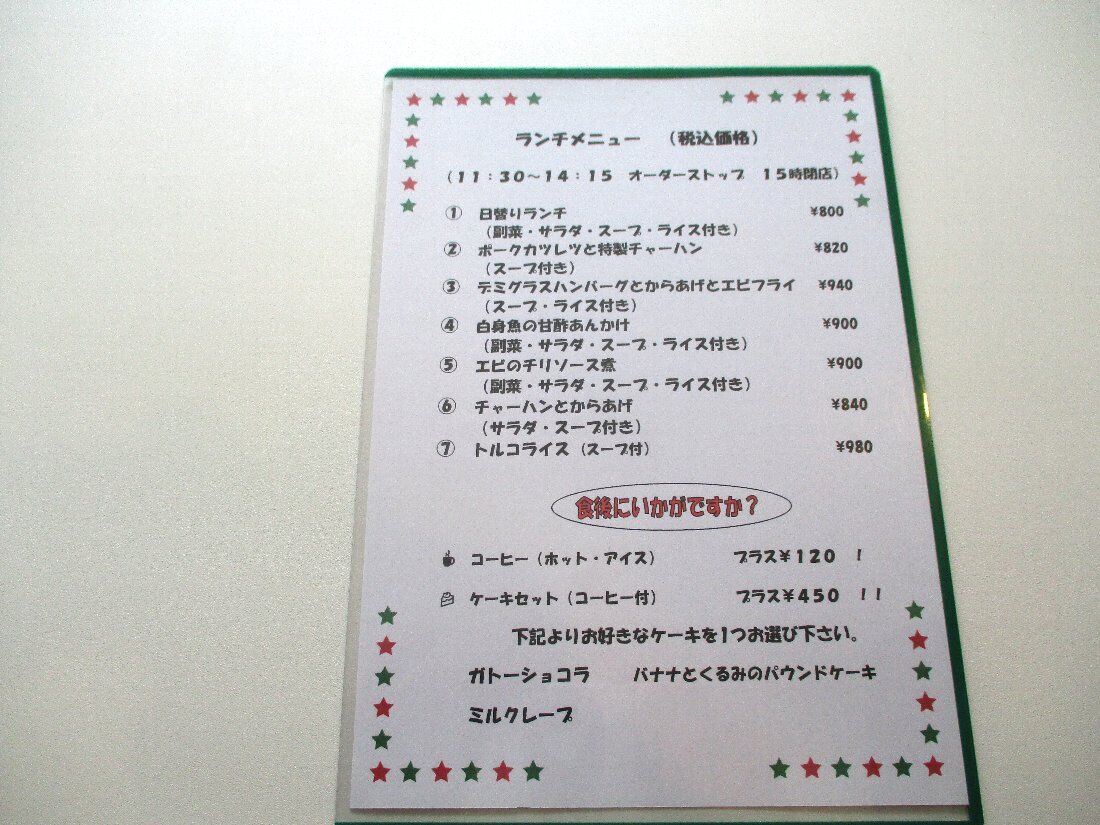 ランチメニュー （税込価格）
（１１：３０～１４：１５ オーダーストップ １５時閉店）
① 日替りランチ ¥800
（副菜・サラダ・スープ・ライス付き）
② ポークカツレツと特製チャーハン ¥820
（スープ付き）
③ デミグラスハンバーグとからあげとエビフライ ¥940
（スープ・ライス付き）
④ 白身魚の甘酢あんかけ ¥900
（副菜・サラダ・スープ・ライス付き）
⑤ エビのチリソース煮 ¥900
（副菜・サラダ・スープ・ライス付き）
⑥ チャーハンとからあげ ¥840
（サラダ・スープ付き）
⑦ トルコライス（スープ付） ¥980
食後にいかがですか？
コーヒー（ホット・アイス） プラス¥１２０ ！
ケーキセット（コーヒー付） プラス¥４５０ ！！
下記よりお好きなケーキを1つお選び下さい。
ガトーショコラ バナナとくるみのパウンドケーキ
ミルクレープ